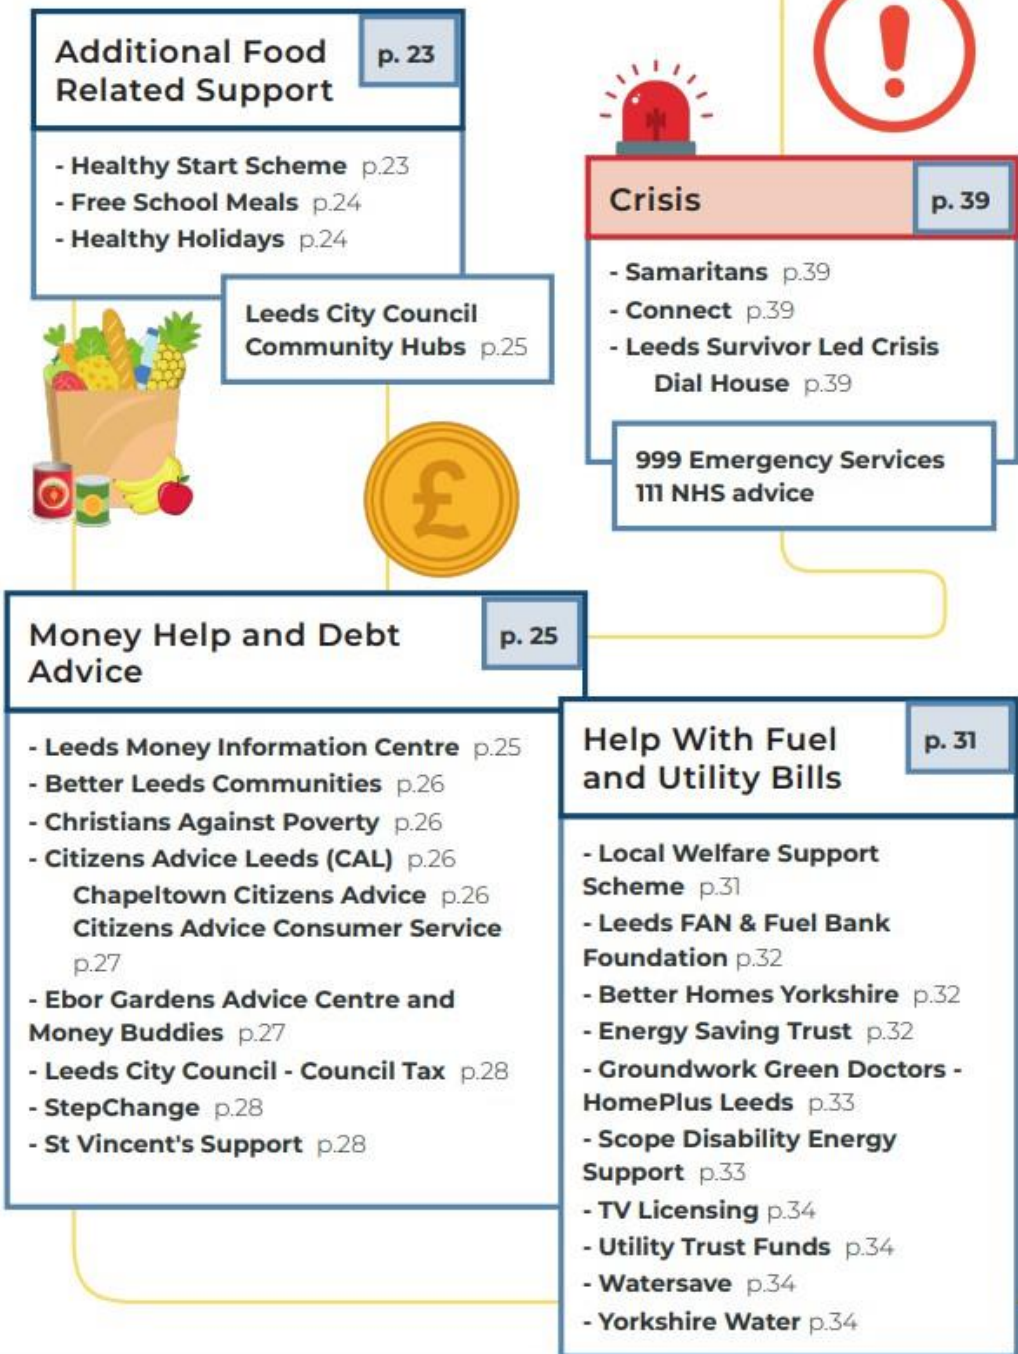 Additional Food
Related Support
p. 23
- Healthy Start Scheme p.23
- Free School Meals p.24
- Healthy Holidays p.24
Leeds City Council
Community Hubs p.25
£
Crisis
p. 39
- Samaritans p.39
- Connect p.39
- Leeds Survivor Led Crisis
Dial House p.39
999 Emergency Services
111 NHS advice
Money Help and Debt
Advice
p. 25
- Leeds Money Information Centre p.25
- Better Leeds Communities p.26
- Christians Against Poverty p.26
- Citizens Advice Leeds (CAL) p.26
Chapeltown Citizens Advice p.26
Citizens Advice Consumer Service
p.27
- Ebor Gardens Advice Centre and
Money Buddies p.27
- Leeds City Council - Council Tax p.28
- StepChange p.28
- St Vincent's Support p.28
Help With Fuel
and Utility Bills
p. 31
- Local Welfare Support
Scheme p.31
- Leeds FAN & Fuel Bank
Foundation p.32
- Better Homes Yorkshire p.32
- Energy Saving Trust p.32
- Groundwork Green Doctors -
HomePlus Leeds p.33
- Scope Disability Energy
Support p.33
- TV Licensing p.34
- Utility Trust Funds p.34
- Watersave p.34
- Yorkshire Water p.34